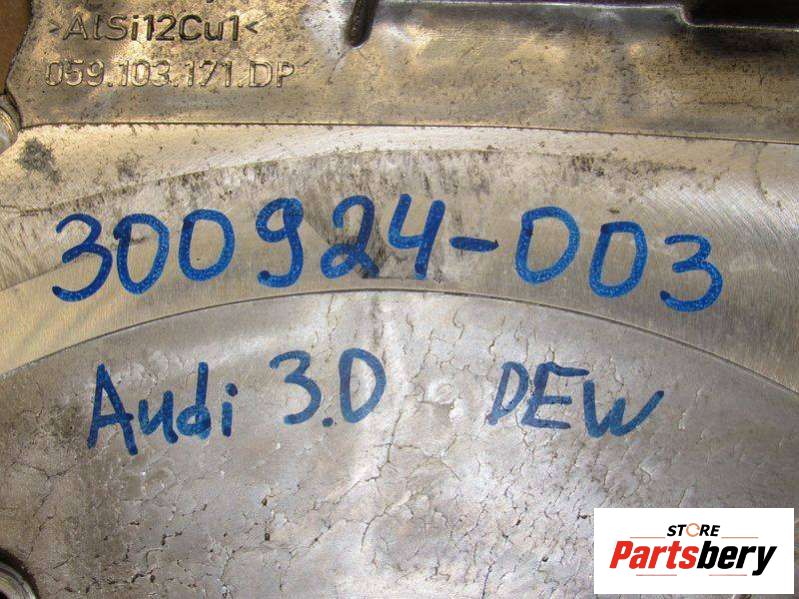 >AlSi12Cu1<
059.103.171.DP
300924-003
Audi 3.0 DEW
STORE
Partsbery